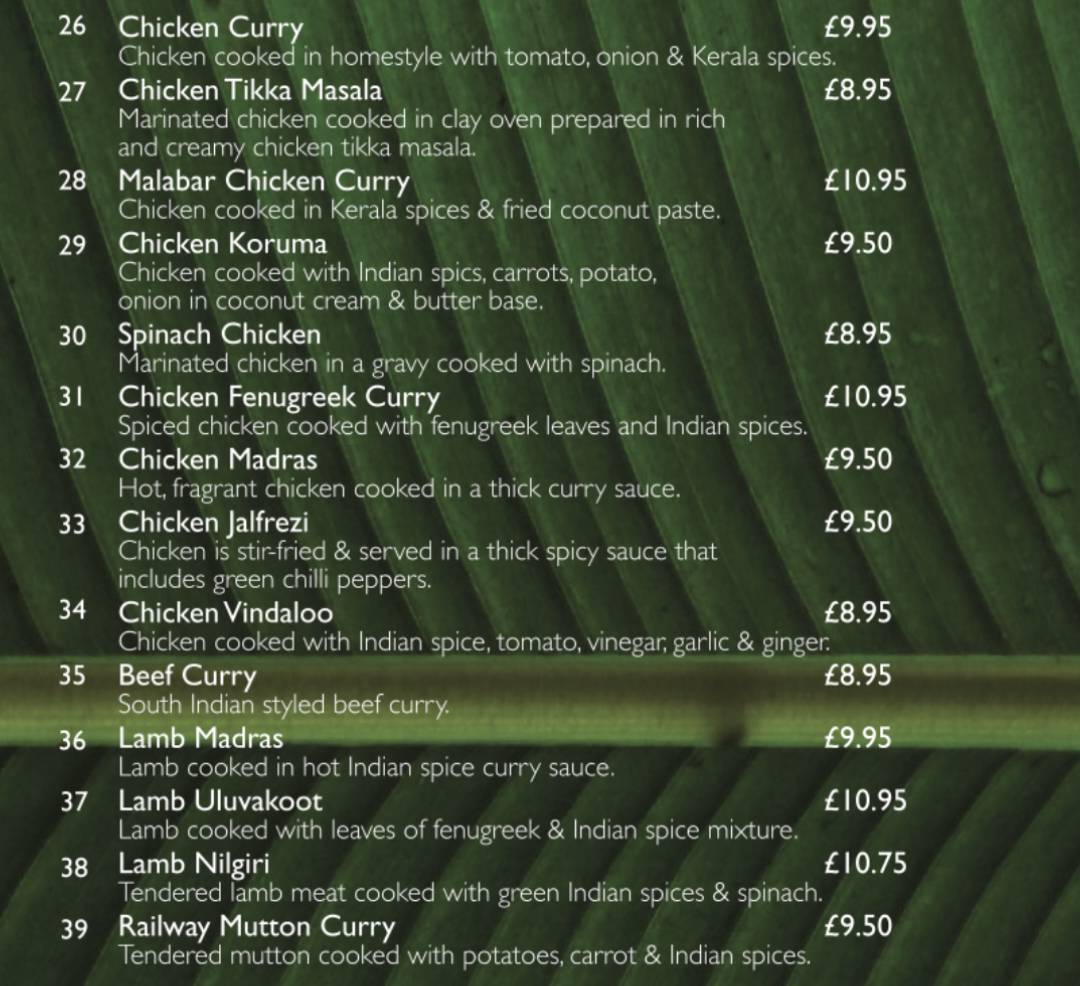 26 Chicken Curry £9.95
Chicken cooked in homestyle with tomato, onion & Kerala spices.
27 Chicken Tikka Masala £8.95
Marinated chicken cooked in clay oven prepared in rich
and creamy chicken tikka masala.
28 Malabar Chicken Curry £10.95
Chicken cooked in Kerala spices & fried coconut paste.
29 Chicken Koruma £9.50
Chicken cooked with Indian spics, carrots, potato,
onion in coconut cream & butter base.
30 Spinach Chicken £8.95
Marinated chicken in a gravy cooked with spinach.
31 Chicken Fenugreek Curry £10.95
Spiced chicken cooked with fenugreek leaves and Indian spices.
32 Chicken Madras £9.50
Hot, fragrant chicken cooked in a thick curry sauce.
33 Chicken Jalfrezi £9.50
Chicken is stir-fried & served in a thick spicy sauce that
includes green chilli peppers.
34 Chicken Vindaloo £8.95
Chicken cooked with Indian spice, tomato, vinegar, garlic & ginger.
35 Beef Curry £8.95
South Indian styled beef curry.
36 Lamb Madras £9.95
Lamb cooked in hot Indian spice curry sauce.
37 Lamb Uluvakoot £10.95
Lamb cooked with leaves of fenugreek & Indian spice mixture.
38 Lamb Nilgiri £10.75
Tendered lamb meat cooked with green Indian spices & spinach.
39 Railway Mutton Curry £9.50
Tendered mutton cooked with potatoes, carrot & Indian spices.